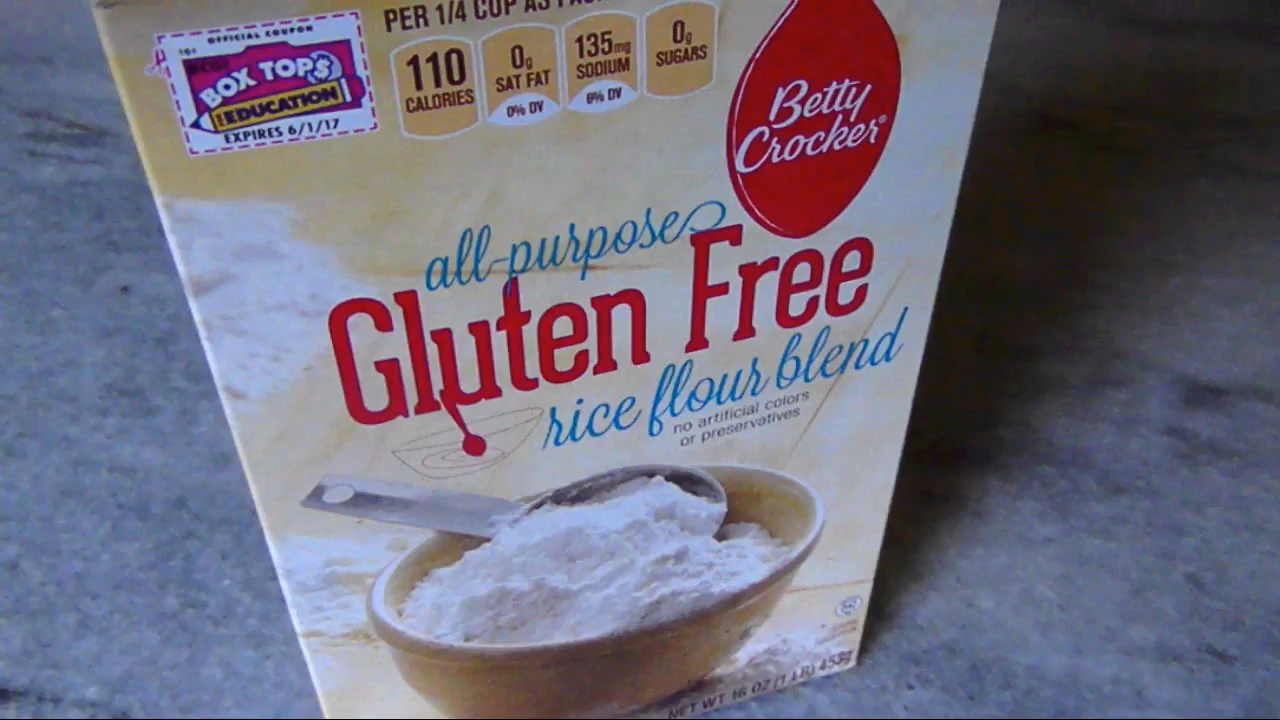 OFFICIAL COUPON
10¢
BOX TOPS
FOR EDUCATION
EXPIRES 6/1/17
PER 1/4 CUP AS
110
CALORIES
0g
SAT FAT
0% DV
135mg
SODIUM
6% DV
0g
SUGARS
Betty
Crocker®
all-purpose
Gluten Free
rice flour blend
no artificial colors
or preservatives
NET WT 16 OZ (1 LB) 453g